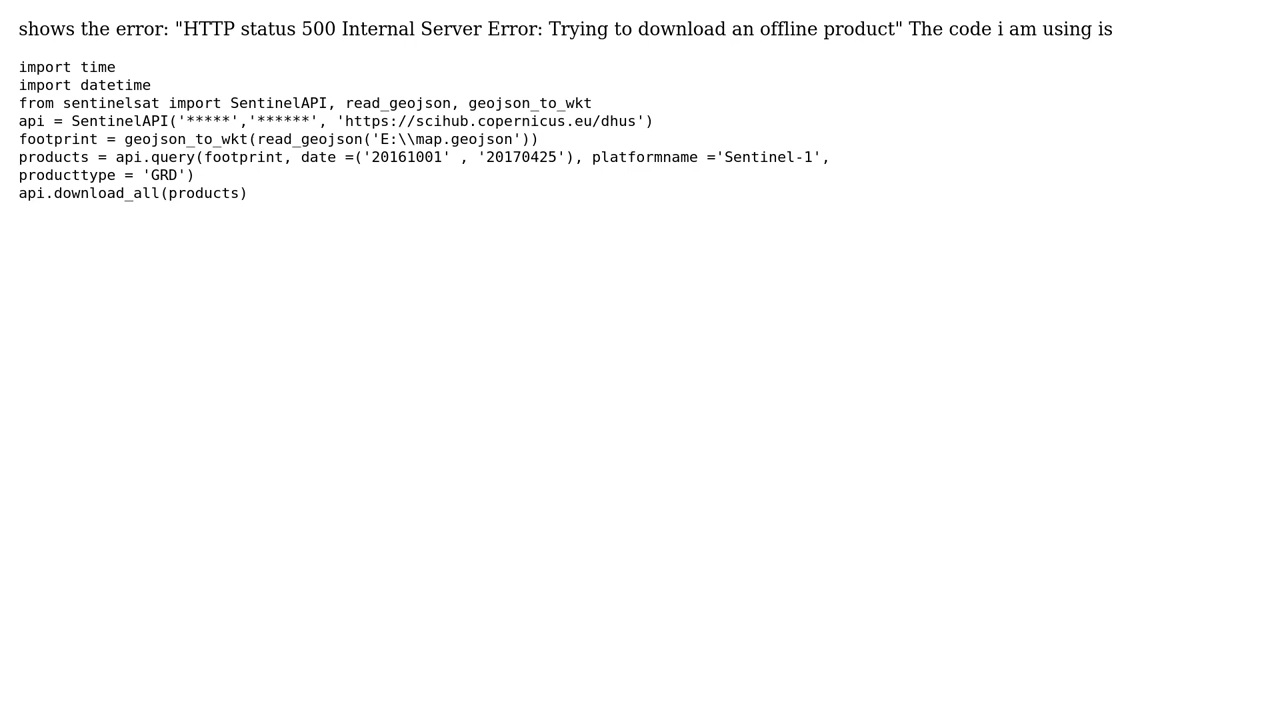 shows the error: "HTTP status 500 Internal Server Error: Trying to download an offline product" The code i am using is
import time
import datetime
from sentinelsat import SentinelAPI, read_geojson, geojson_to_wkt
api = SentinelAPI('*****','******', 'https://scihub.copernicus.eu/dhus')
footprint = geojson_to_wkt(read_geojson('E:\\map.geojson'))
products = api.query(footprint, date =('20161001' , '20170425'), platformname ='Sentinel-1',
producttype = 'GRD')
api.download_all(products)